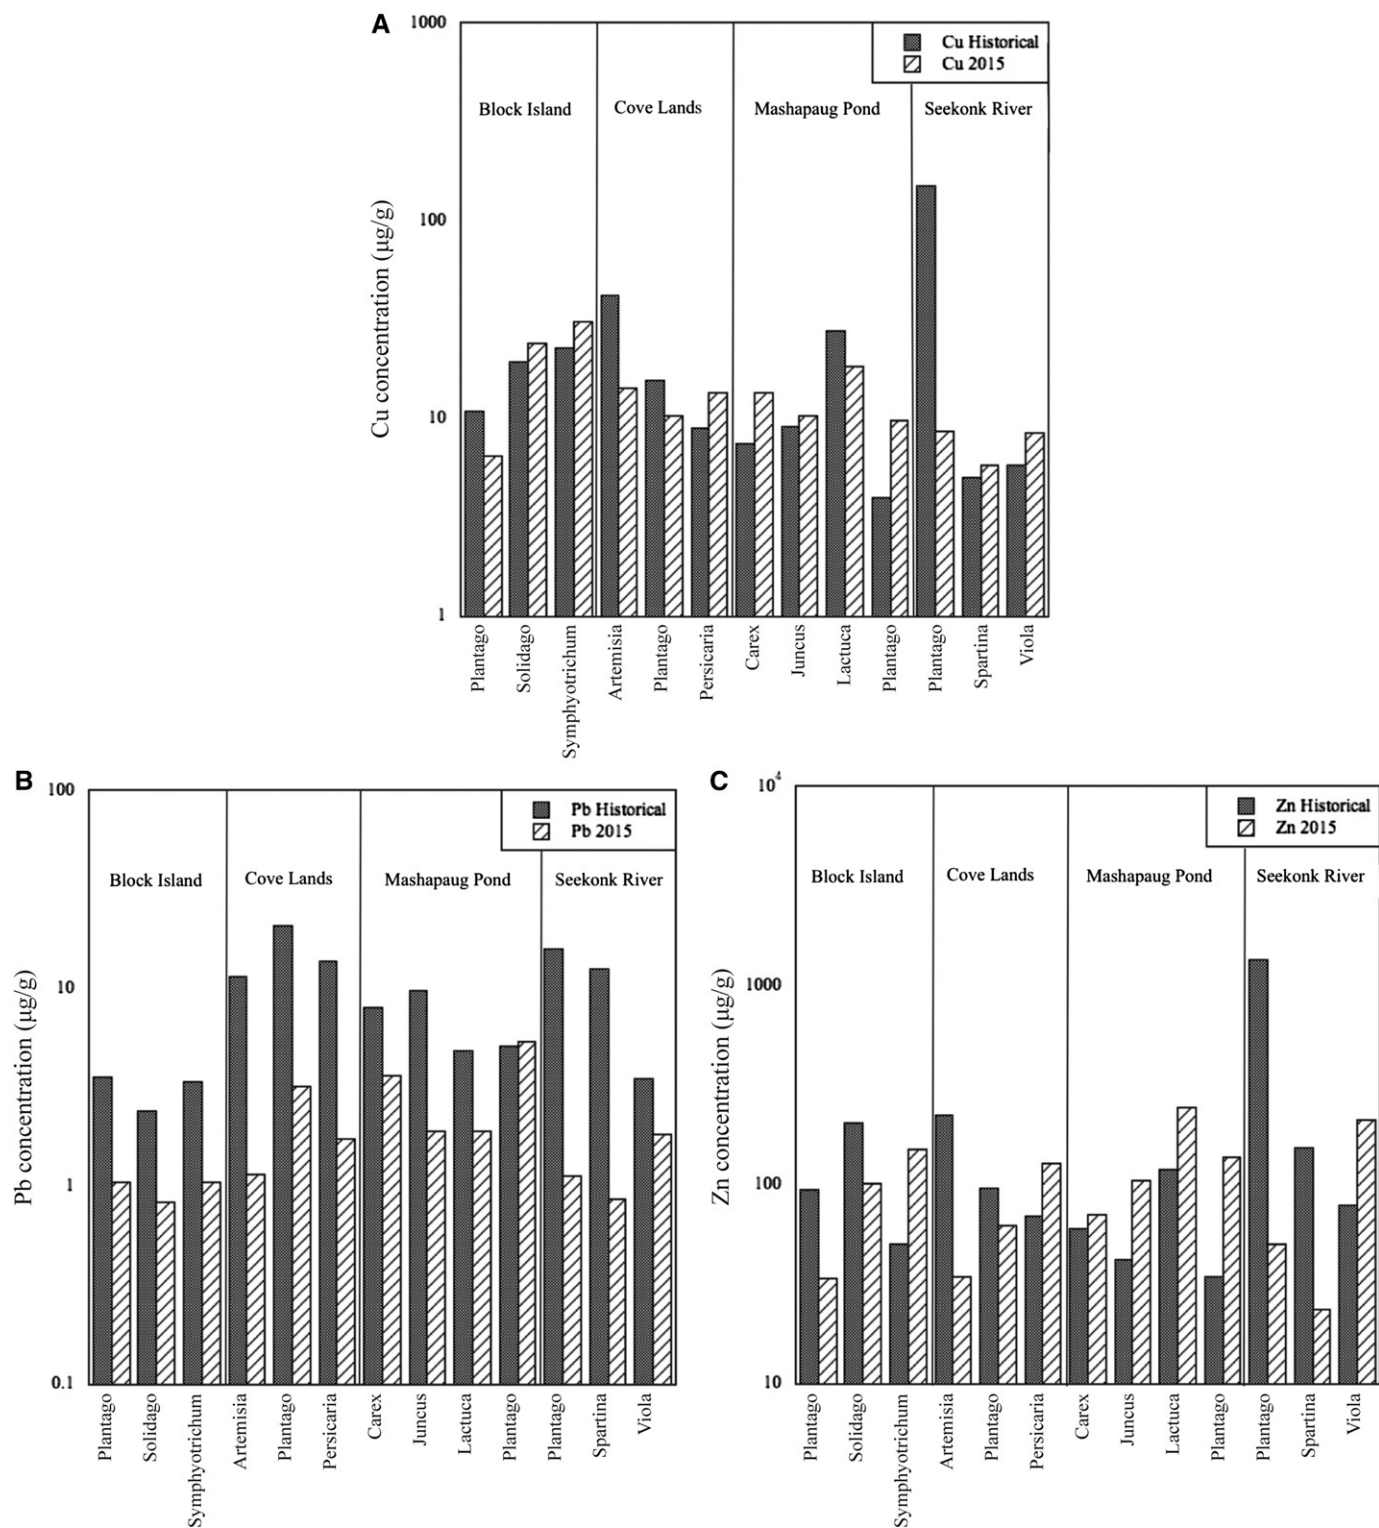 A
1000
Cu Historical
Cu 2015
Block Island
Cove Lands
Mashapaug Pond
Seekonk River
100
Cu concentration (µg/g)
10
1
Plantago
Solidago
Symphyotrichum
Artemisia
Plantago
Persicaria
Carex
Juncus
Lactuca
Plantago
Plantago
Spartina
Viola
B
100
Pb Historical
Pb 2015
Block Island
Cove Lands
Mashapaug Pond
Seekonk River
10
Pb concentration (µg/g)
1
0.1
Plantago
Solidago
Symphyotrichum
Artemisia
Plantago
Persicaria
Carex
Juncus
Lactuca
Plantago
Plantago
Spartina
Viola
C
10⁴
Zn Historical
Zn 2015
Block Island
Cove Lands
Mashapaug Pond
Seekonk River
1000
Zn concentration (µg/g)
100
10
Plantago
Solidago
Symphyotrichum
Artemisia
Plantago
Persicaria
Carex
Juncus
Lactuca
Plantago
Plantago
Spartina
Viola